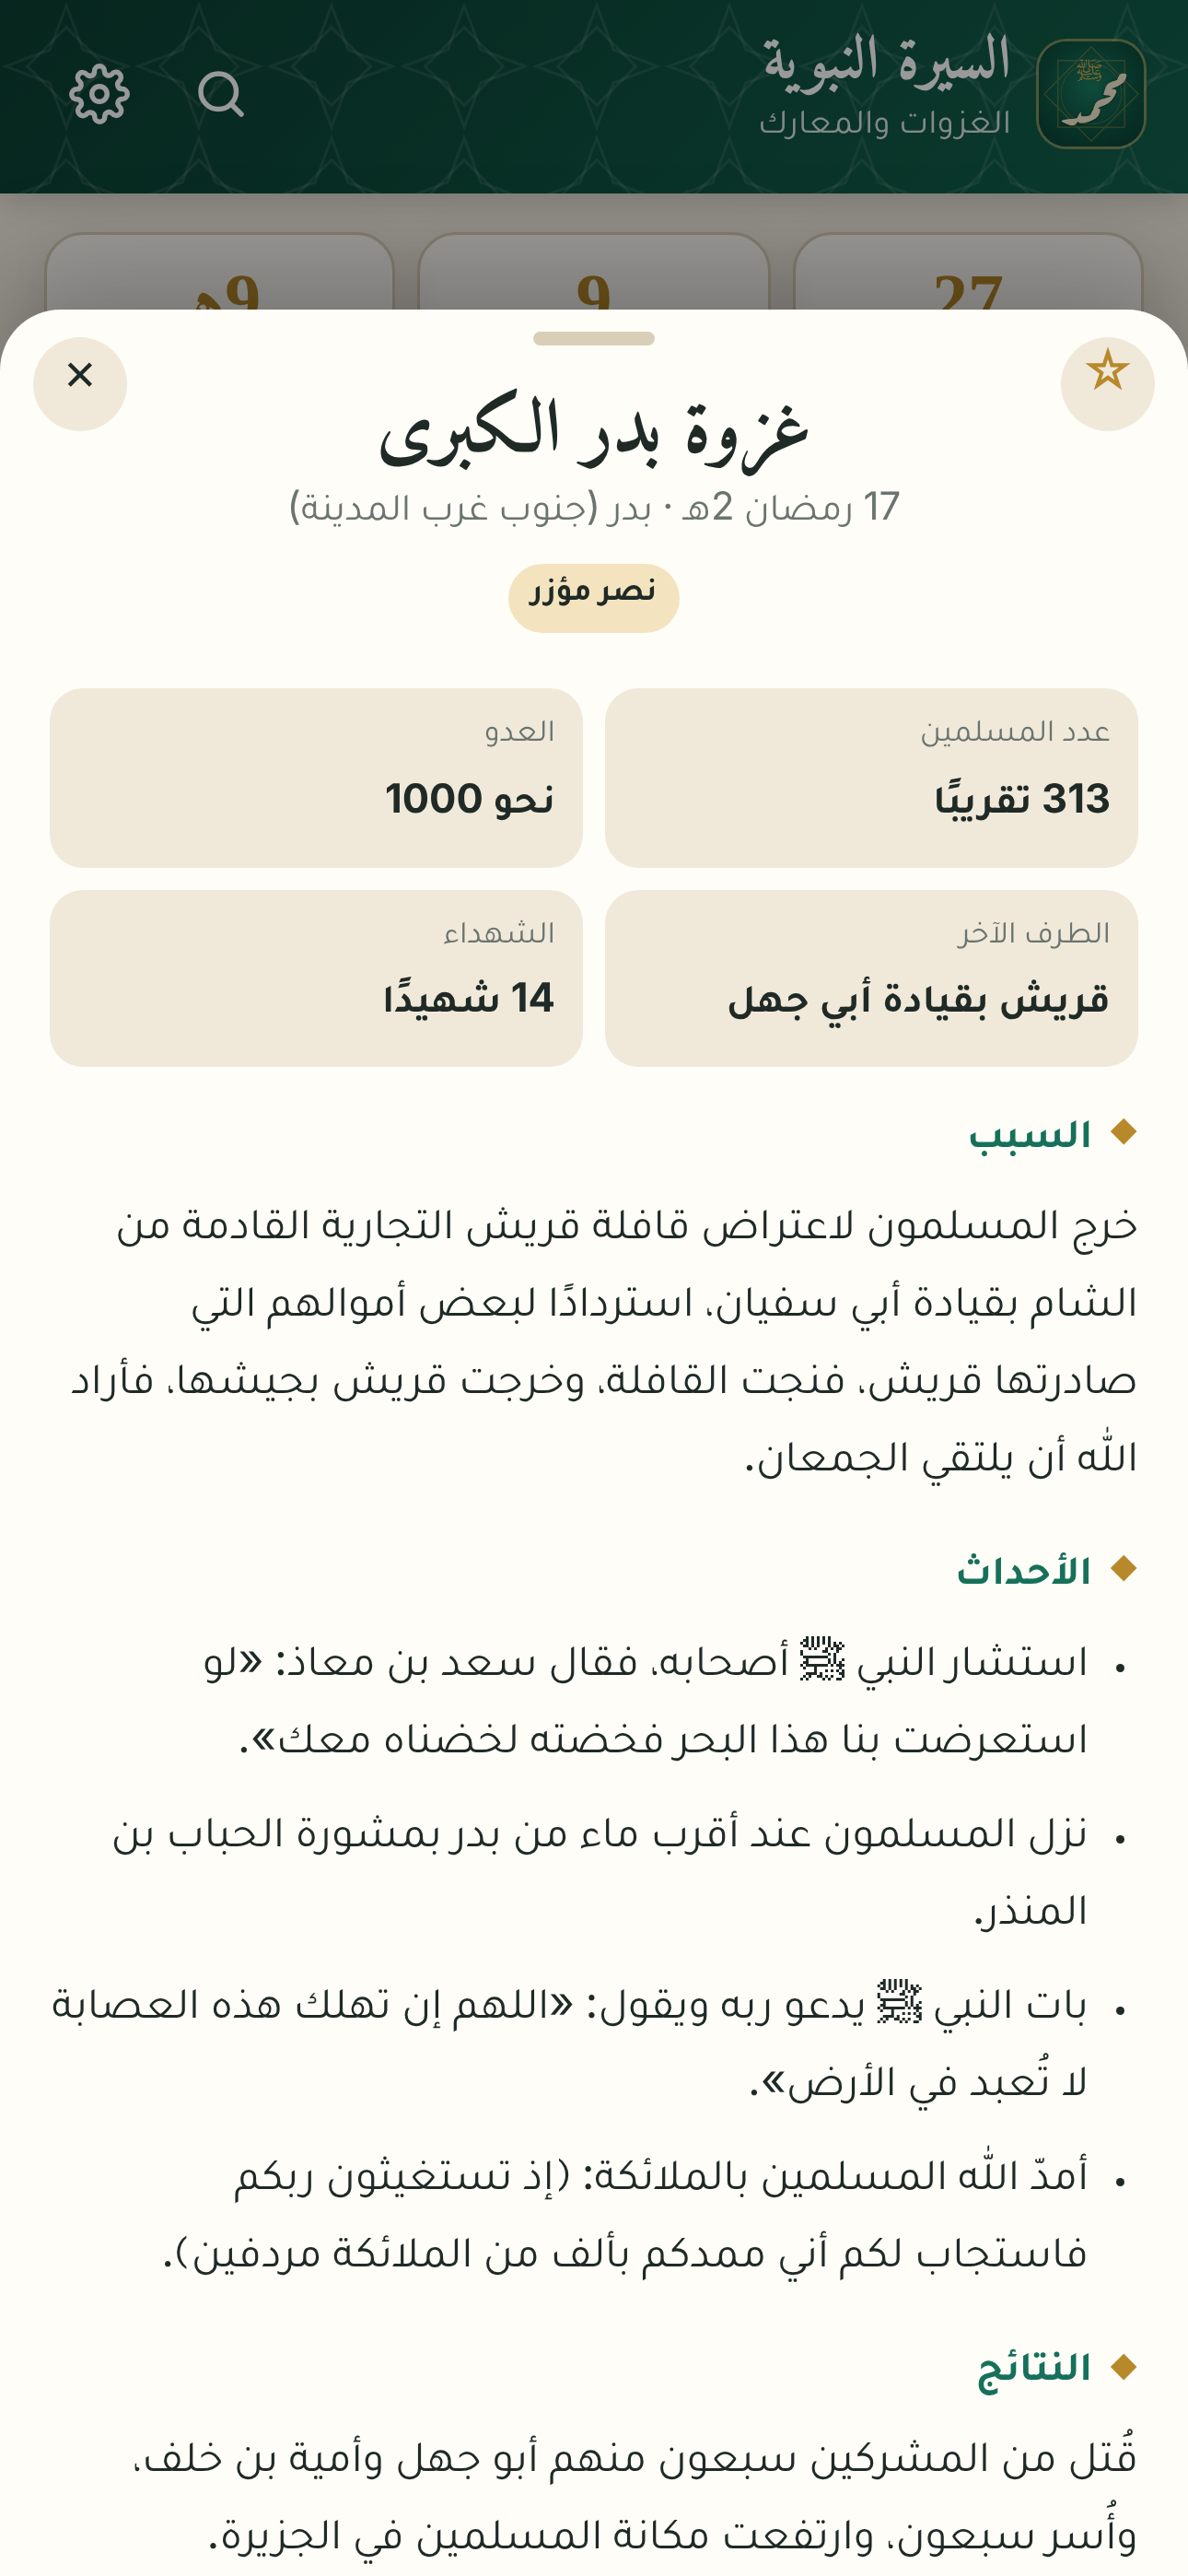 السيرة النبوية
الغزوات والمعارك
محمد
ﷺ
27
9
9هـ
غزوة بدر الكبرى
17 رمضان 2هـ · بدر (جنوب غرب المدينة)
نصر مؤزر
عدد المسلمين
313 تقريبًا
العدو
نحو 1000
الطرف الآخر
قريش بقيادة أبي جهل
الشهداء
14 شهيدًا
السبب
خرج المسلمون لاعتراض قافلة قريش التجارية القادمة من
الشام بقيادة أبي سفيان، استردادًا لبعض أموالهم التي
صادرتها قريش، فنجت القافلة، وخرجت قريش بجيشها، فأراد
الله أن يلتقي الجمعان.
الأحداث
• استشار النبي ﷺ أصحابه، فقال سعد بن معاذ: «لو
استعرضت بنا هذا البحر فخضته لخضناه معك».
• نزل المسلمون عند أقرب ماء من بدر بمشورة الحباب بن
المنذر.
• بات النبي ﷺ يدعو ربه ويقول: «اللهم إن تهلك هذه العصابة
لا تُعبد في الأرض».
• أمدّ الله المسلمين بالملائكة: (إذ تستغيثون ربكم
فاستجاب لكم أني ممدكم بألف من الملائكة مردفين).
النتائج
قُتل من المشركين سبعون منهم أبو جهل وأمية بن خلف،
وأُسر سبعون، وارتفعت مكانة المسلمين في الجزيرة.